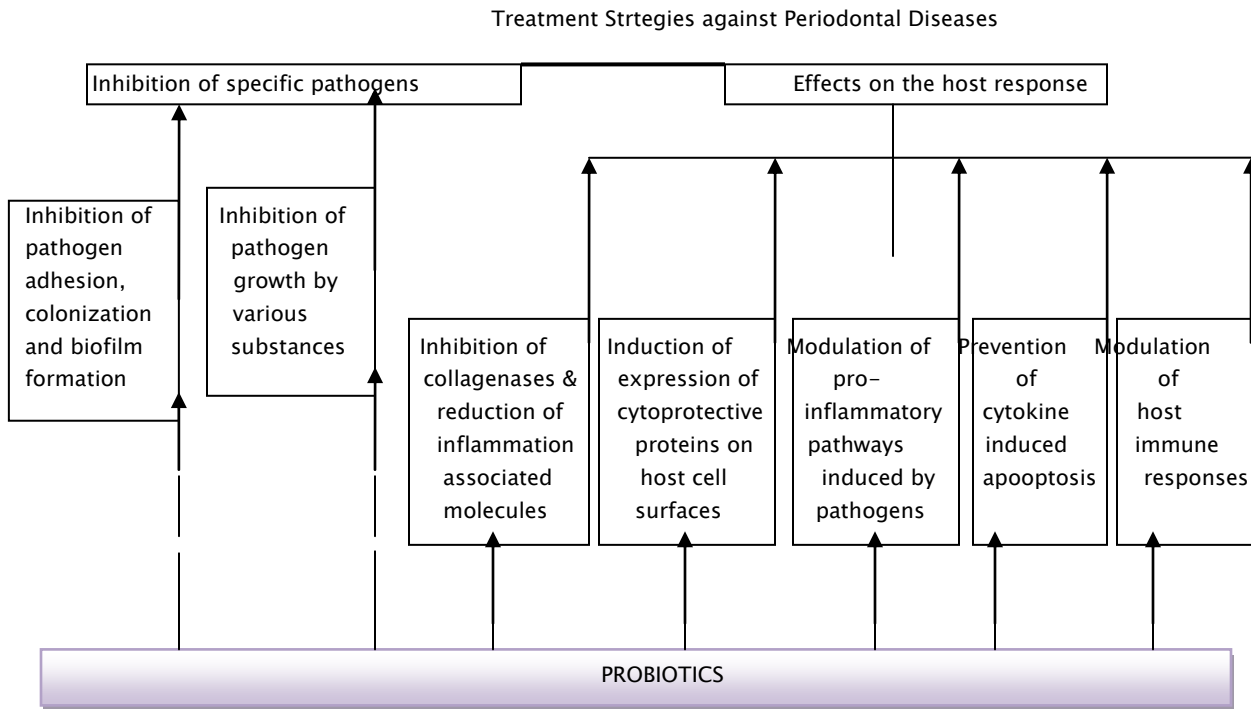 Treatment Strtegies against Periodontal Diseases
Inhibition of specific pathogens
Effects on the host response
Inhibition of
pathogen
adhesion,
colonization
and biofilm
formation
Inhibition of
pathogen
growth by
various
substances
Inhibition of
collagenases &
reduction of
inflammation
associated
molecules
Induction of
expression of
cytoprotective
proteins on
host cell
surfaces
Modulation of
pro-
inflammatory
pathways
induced by
pathogens
Prevention
of
cytokine
induced
apooptosis
Modulation
of
host
immune
responses
PROBIOTICS